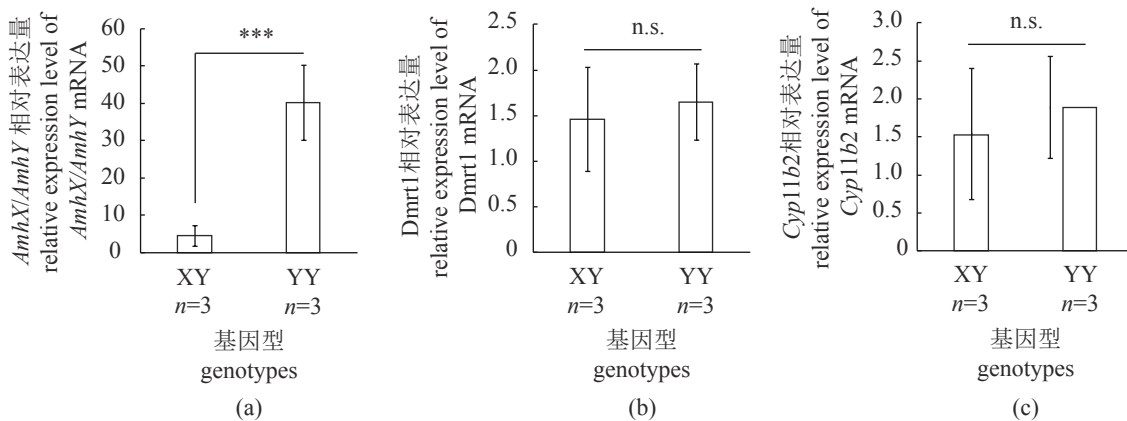 AmhX/AmhY 相对表达量
relative expression level of
AmhX/AmhY mRNA
60
50
40
30
20
10
0
***
XY
YY
n=3
n=3
基因型
genotypes
(a)
Dmrt1相对表达量
relative expression level of
Dmrt1 mRNA
2.5
2.0
1.5
1.0
0.5
0
n.s.
XY
YY
n=3
n=3
基因型
genotypes
(b)
Cyp11b2相对表达量
relative expression level of
Cyp11b2 mRNA
3.0
2.5
2.0
1.5
1.0
0.5
0
n.s.
XY
YY
n=3
n=3
基因型
genotypes
(c)